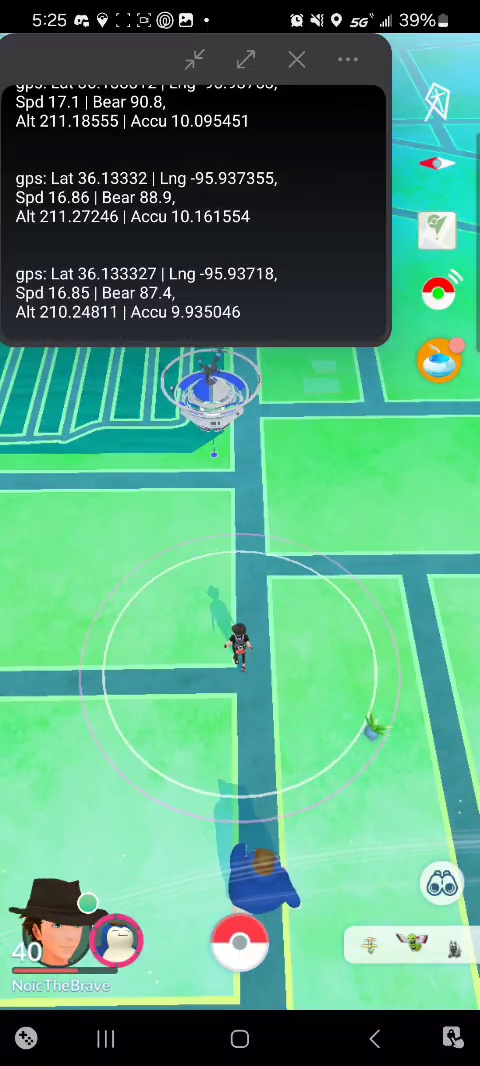 5:25
5G
39%
Spd 17.1 | Bear 90.8,
Alt 211.18555 | Accu 10.095451
gps: Lat 36.13332 | Lng -95.937355,
Spd 16.86 | Bear 88.9,
Alt 211.27246 | Accu 10.161554
gps: Lat 36.133327 | Lng -95.93718,
Spd 16.85 | Bear 87.4,
Alt 210.24811 | Accu 9.935046
40
NoicTheBrave